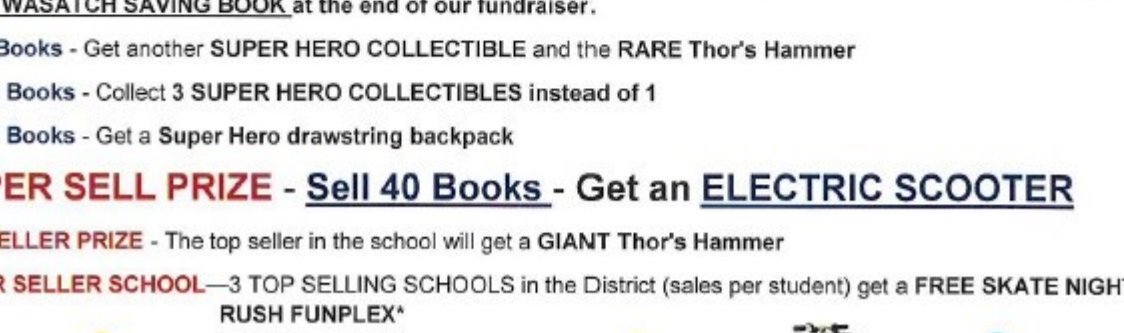 WASATCH SAVING BOOK at the end of our fundraiser.
Books - Get another SUPER HERO COLLECTIBLE and the RARE Thor's Hammer
Books - Collect 3 SUPER HERO COLLECTIBLES instead of 1
Books - Get a Super Hero drawstring backpack
PER SELL PRIZE - Sell 40 Books - Get an ELECTRIC SCOOTER
SELLER PRIZE - The top seller in the school will get a GIANT Thor's Hammer
R SELLER SCHOOL—3 TOP SELLING SCHOOLS in the District (sales per student) get a FREE SKATE NIGHT
RUSH FUNPLEX*